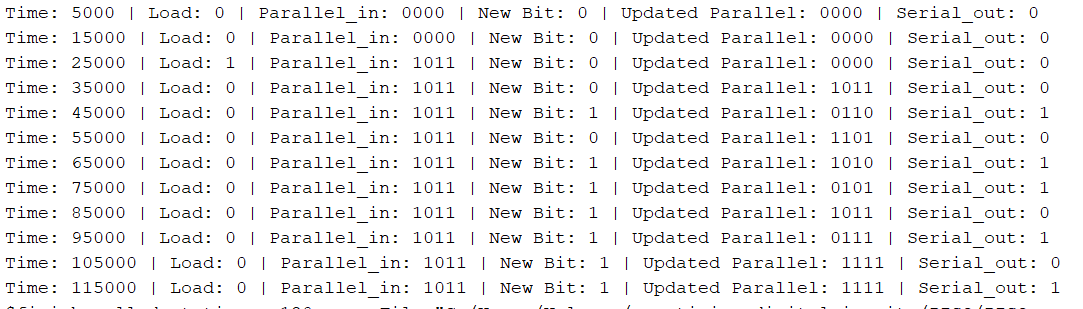 Time: 5000 | Load: 0 | Parallel_in: 0000 | New Bit: 0 | Updated Parallel: 0000 | Serial_out: 0
Time: 15000 | Load: 0 | Parallel_in: 0000 | New Bit: 0 | Updated Parallel: 0000 | Serial_out: 0
Time: 25000 | Load: 1 | Parallel_in: 1011 | New Bit: 0 | Updated Parallel: 0000 | Serial_out: 0
Time: 35000 | Load: 0 | Parallel_in: 1011 | New Bit: 0 | Updated Parallel: 1011 | Serial_out: 0
Time: 45000 | Load: 0 | Parallel_in: 1011 | New Bit: 1 | Updated Parallel: 0110 | Serial_out: 1
Time: 55000 | Load: 0 | Parallel_in: 1011 | New Bit: 0 | Updated Parallel: 1101 | Serial_out: 0
Time: 65000 | Load: 0 | Parallel_in: 1011 | New Bit: 1 | Updated Parallel: 1010 | Serial_out: 1
Time: 75000 | Load: 0 | Parallel_in: 1011 | New Bit: 1 | Updated Parallel: 0101 | Serial_out: 1
Time: 85000 | Load: 0 | Parallel_in: 1011 | New Bit: 1 | Updated Parallel: 1011 | Serial_out: 0
Time: 95000 | Load: 0 | Parallel_in: 1011 | New Bit: 1 | Updated Parallel: 0111 | Serial_out: 1
Time: 105000 | Load: 0 | Parallel_in: 1011 | New Bit: 1 | Updated Parallel: 1111 | Serial_out: 0
Time: 115000 | Load: 0 | Parallel_in: 1011 | New Bit: 1 | Updated Parallel: 1111 | Serial_out: 1